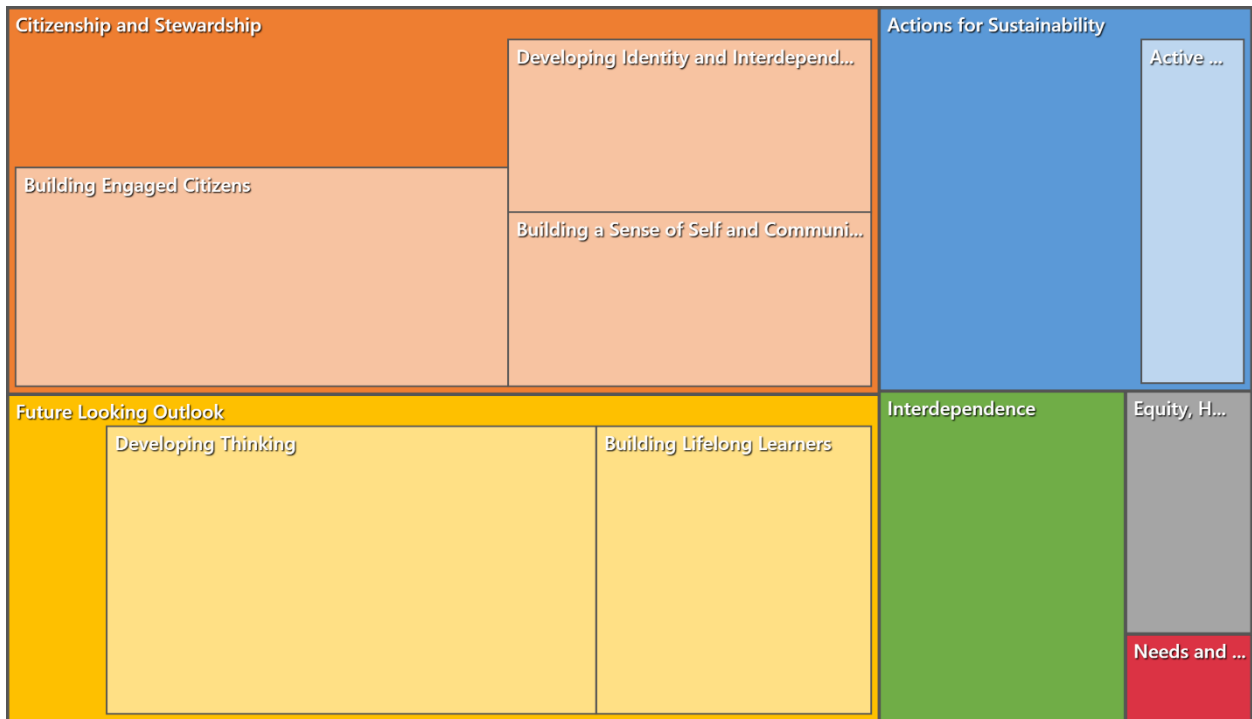 Citizenship and Stewardship
Developing Identity and Interdepend...
Building Engaged Citizens
Building a Sense of Self and Communi...
Actions for Sustainability
Active ...
Future Looking Outlook
Developing Thinking
Building Lifelong Learners
Interdependence
Equity, H...
Needs and ...